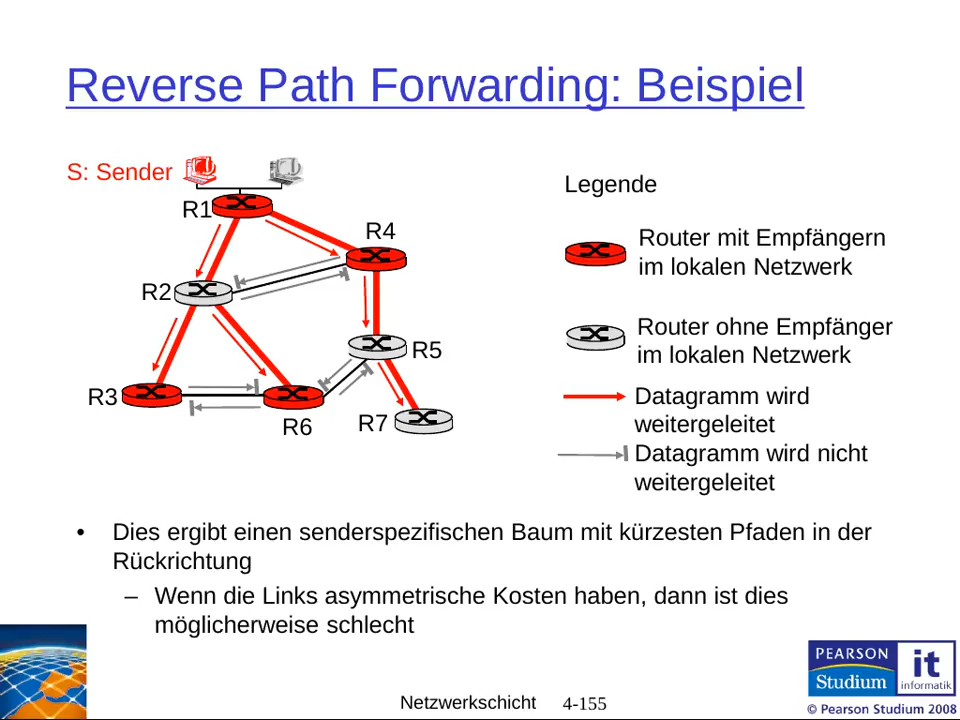 Reverse Path Forwarding: Beispiel
S: Sender
R1
R4
R2
R5
R3
R6
R7
Legende
Router mit Empfängern
im lokalen Netzwerk
Router ohne Empfänger
im lokalen Netzwerk
Datagramm wird
weitergeleitet
Datagramm wird nicht
weitergeleitet
• Dies ergibt einen senderspezifischen Baum mit kürzesten Pfaden in der
Rückrichtung
– Wenn die Links asymmetrische Kosten haben, dann ist dies
möglicherweise schlecht
PEARSON
Studium
it
informatik
© Pearson Studium 2008
Netzwerkschicht 4-155